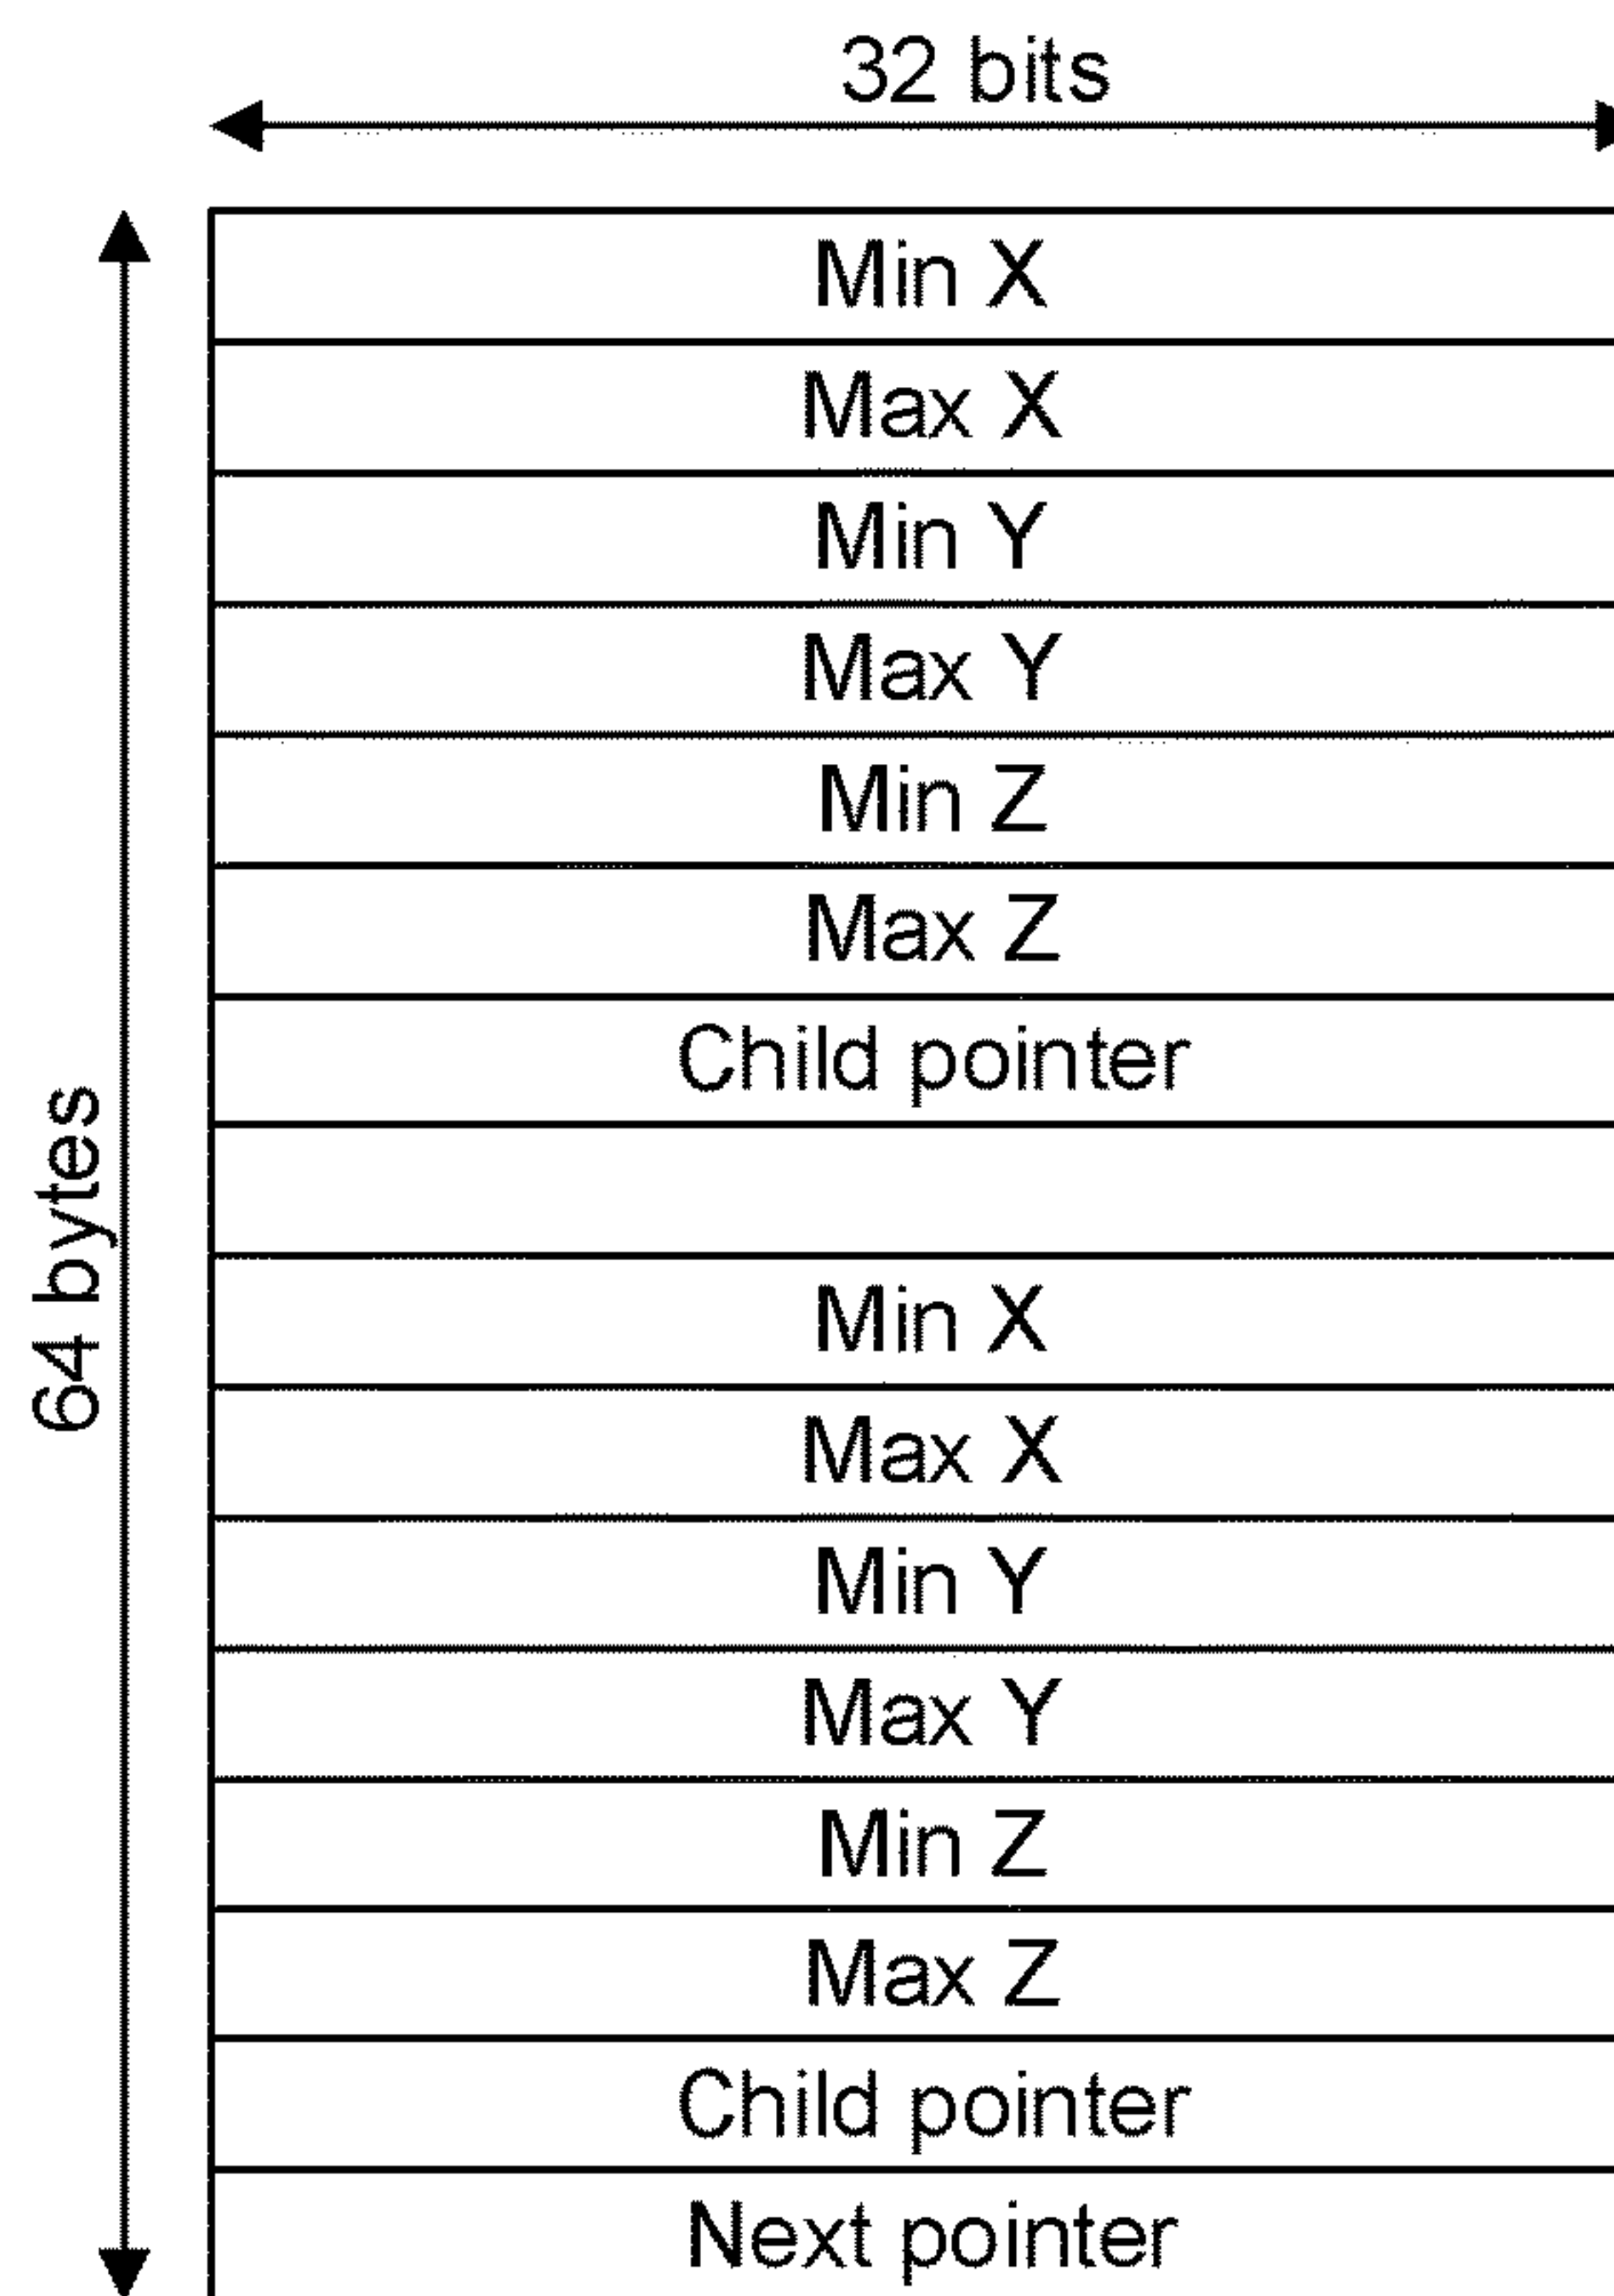 32 bits
64 bytes
Min X
Max X
Min Y
Max Y
Min Z
Max Z
Child pointer
Min X
Max X
Min Y
Max Y
Min Z
Max Z
Child pointer
Next pointer